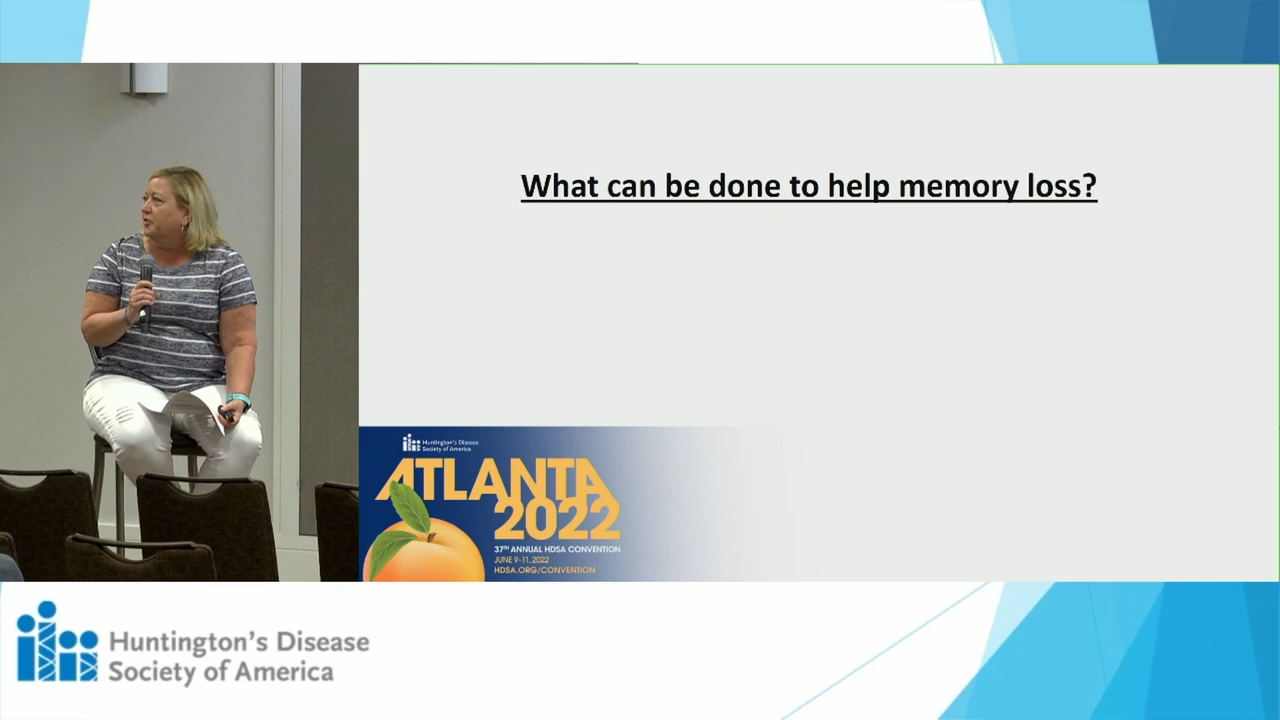 What can be done to help memory loss?
Huntington's Disease
Society of America
ATLANTA
2022
37TH ANNUAL HDSA CONVENTION
JUNE 9-11, 2022
HDSA.ORG/CONVENTION
Huntington's Disease
Society of America